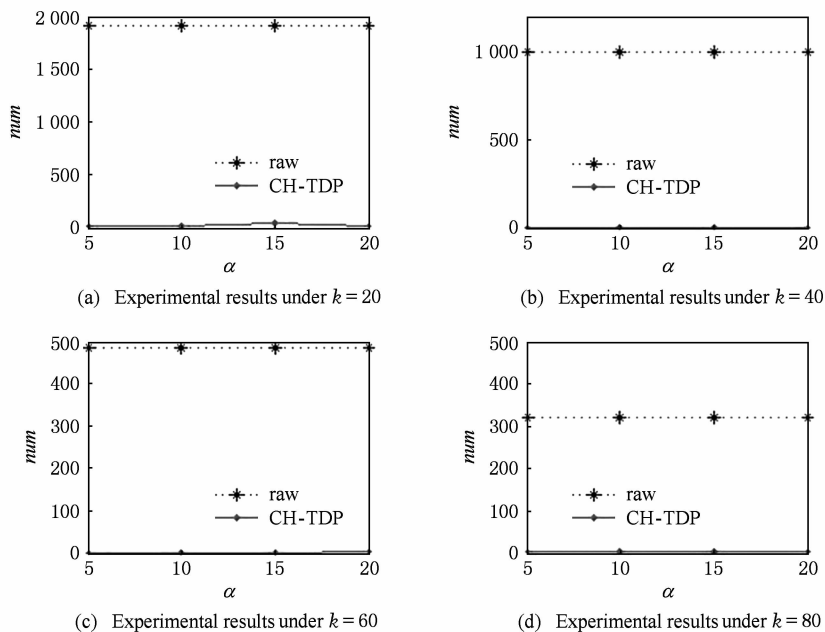 2 000
1 500
1 000
500
0
num
raw
CH-TDP
5 10 15 20
α
(a) Experimental results under k = 20
1 000
500
0
num
raw
CH-TDP
5 10 15 20
α
(b) Experimental results under k = 40
500
400
300
200
100
0
num
raw
CH-TDP
5 10 15 20
α
(c) Experimental results under k = 60
500
400
300
200
100
0
num
raw
CH-TDP
5 10 15 20
α
(d) Experimental results under k = 80